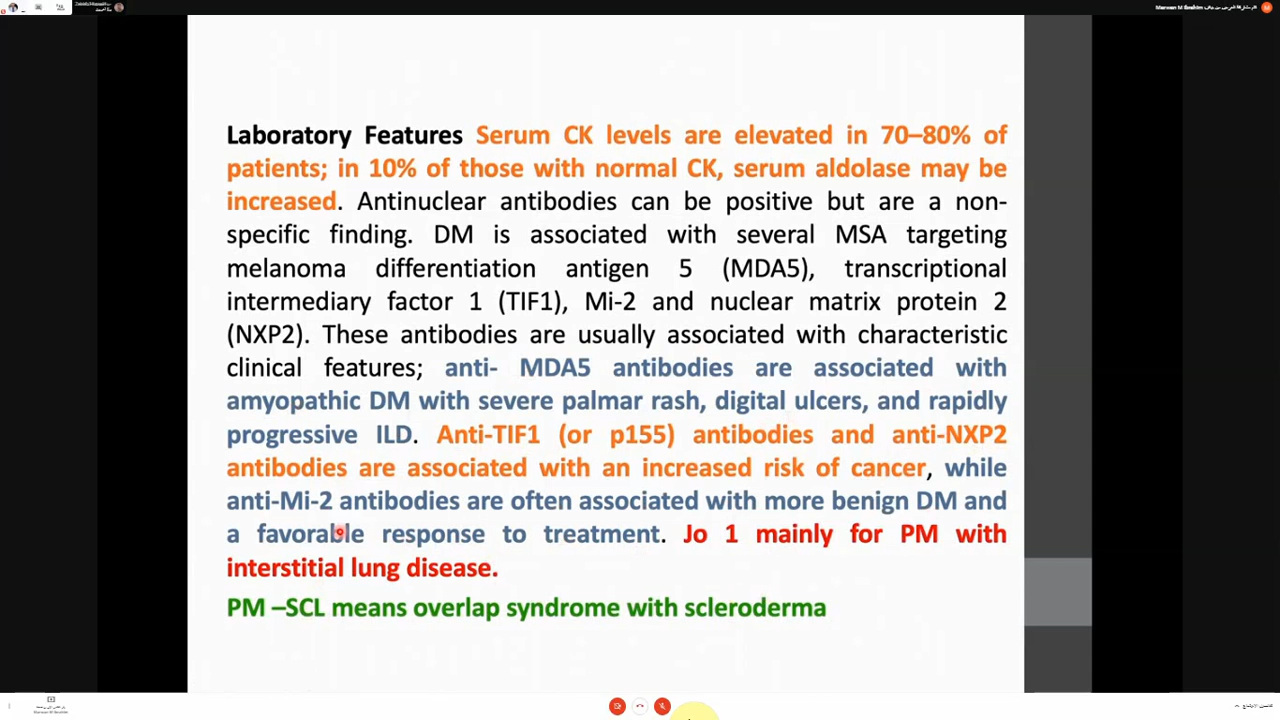 Marwan M Ibrahim
Laboratory Features Serum CK levels are elevated in 70–80% of
patients; in 10% of those with normal CK, serum aldolase may be
increased. Antinuclear antibodies can be positive but are a non-
specific finding. DM is associated with several MSA targeting
melanoma differentiation antigen 5 (MDA5), transcriptional
intermediary factor 1 (TIF1), Mi-2 and nuclear matrix protein 2
(NXP2). These antibodies are usually associated with characteristic
clinical features; anti- MDA5 antibodies are associated with
amyopathic DM with severe palmar rash, digital ulcers, and rapidly
progressive ILD. Anti-TIF1 (or p155) antibodies and anti-NXP2
antibodies are associated with an increased risk of cancer, while
anti-Mi-2 antibodies are often associated with more benign DM and
a favorable response to treatment. Jo 1 mainly for PM with
interstitial lung disease.
PM –SCL means overlap syndrome with scleroderma
Marwan M Ibrahim